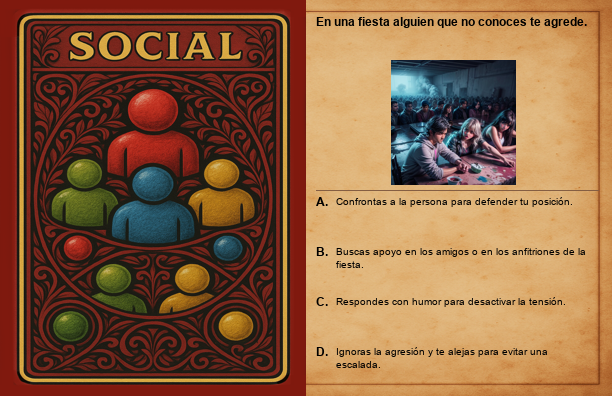 SOCIAL
En una fiesta alguien que no conoces te agrede.
A. Confrontas a la persona para defender tu posición.
B. Buscas apoyo en los amigos o en los anfitriones de la
fiesta.
C. Respondes con humor para desactivar la tensión.
D. Ignoras la agresión y te alejas para evitar una
escalada.